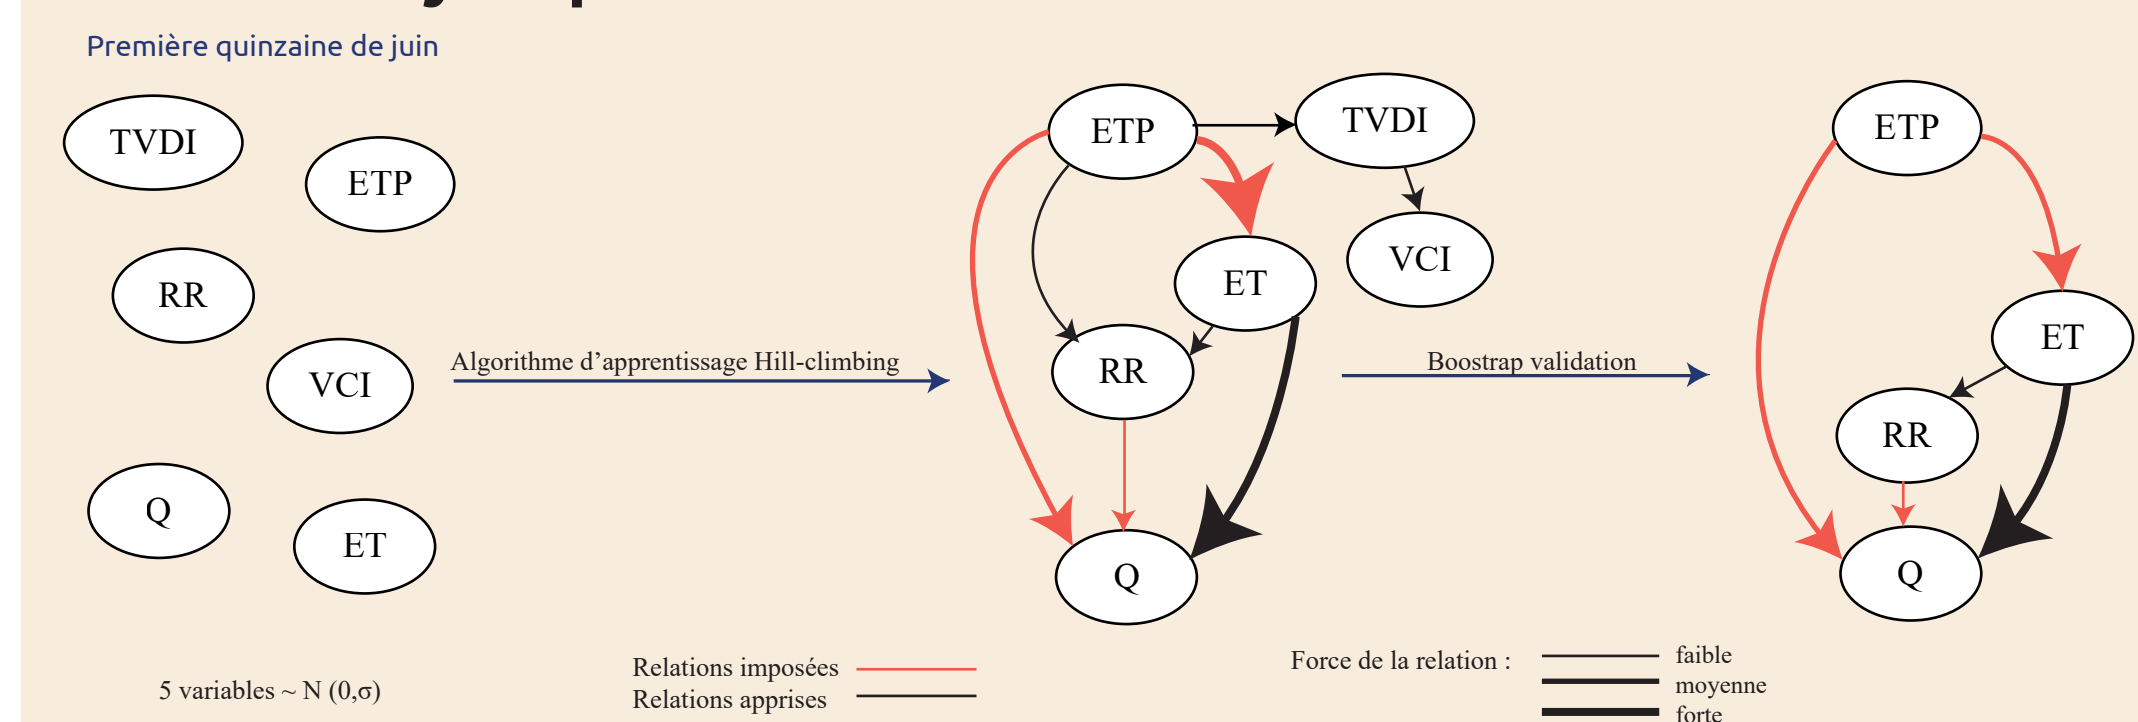 Première quinzaine de juin
TVDI
ETP
RR
VCI
Q
ET
5 variables ~ N (0,σ)
Algorithme d’apprentissage Hill-climbing
ETP
TVDI
VCI
ET
RR
Q
Relations imposées
Relations apprises
Boostrap validation
ETP
ET
RR
Q
Force de la relation :
faible
moyenne
forte